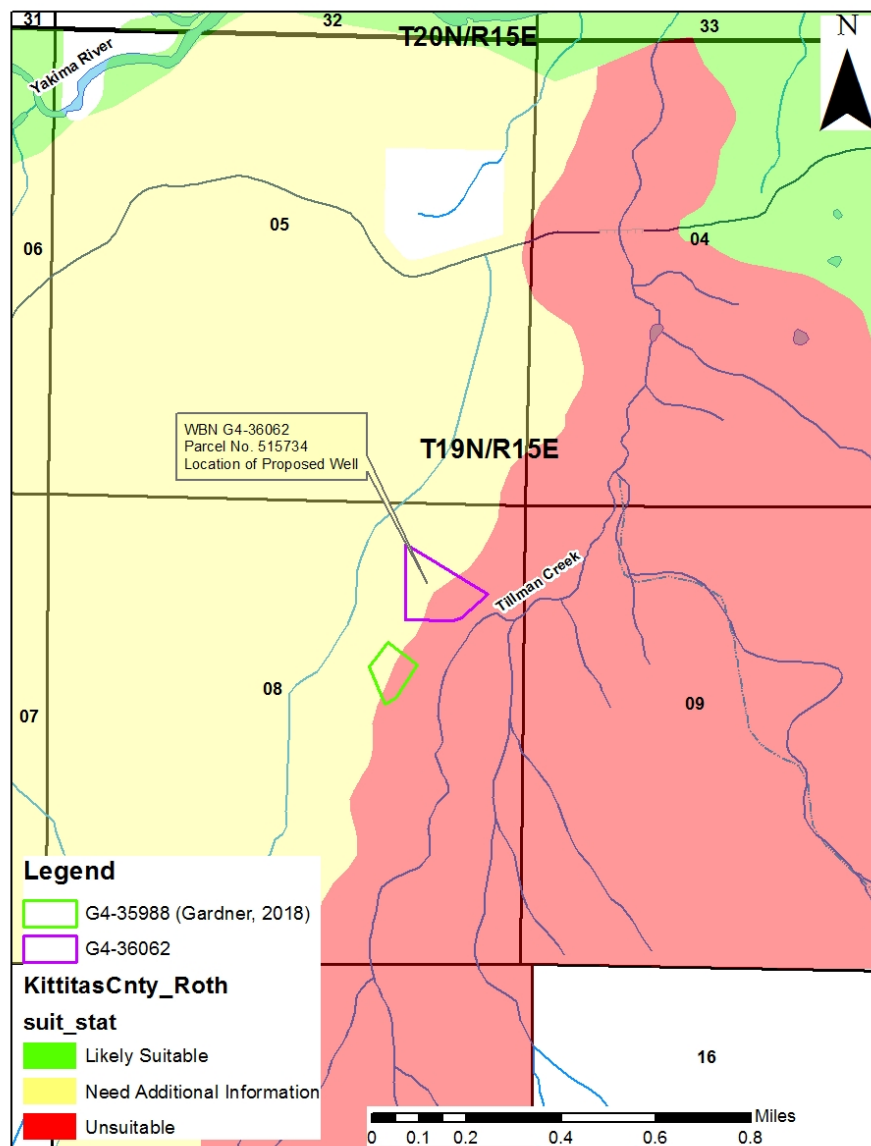 31
32
T20N/R15E
33
N
Yakima River
05
04
06
WBN G4-36062
Parcel No. 515734
Location of Proposed Well
T19N/R15E
Tillman Creek
08
09
07
Legend
G4-35988 (Gardner, 2018)
G4-36062
KittitasCnty_Roth
suit_stat
Likely Suitable
Need Additional Information
Unsuitable
16
Miles
0 0.1 0.2 0.4 0.6 0.8